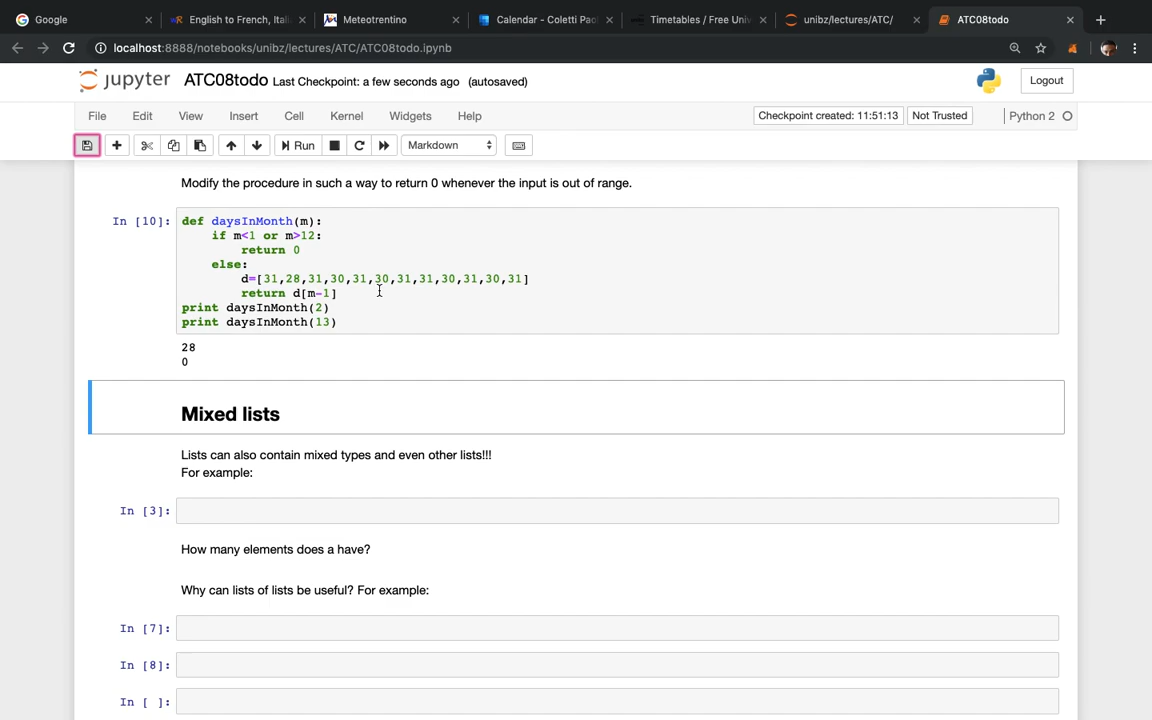 Google
English to French, Itali
Meteotrentino
Calendar - Coletti Pao
Timetables / Free Univ
unibz/lectures/ATC/
ATC08todo
localhost:8888/notebooks/unibz/lectures/ATC/ATC08todo.ipynb
jupyter ATC08todo Last Checkpoint: a few seconds ago (autosaved)
Logout
File Edit View Insert Cell Kernel Widgets Help
Checkpoint created: 11:51:13 Not Trusted Python 2
Run Markdown
Modify the procedure in such a way to return 0 whenever the input is out of range.
In [10]: def daysInMonth(m):
if m<1 or m>12:
return 0
else:
d=[31,28,31,30,31,30,31,31,30,31,30,31]
return d[m-1]
print daysInMonth(2)
print daysInMonth(13)
28
0
Mixed lists
Lists can also contain mixed types and even other lists!!!
For example:
In [3]:
How many elements does a have?
Why can lists of lists be useful? For example:
In [7]:
In [8]:
In [ ]: